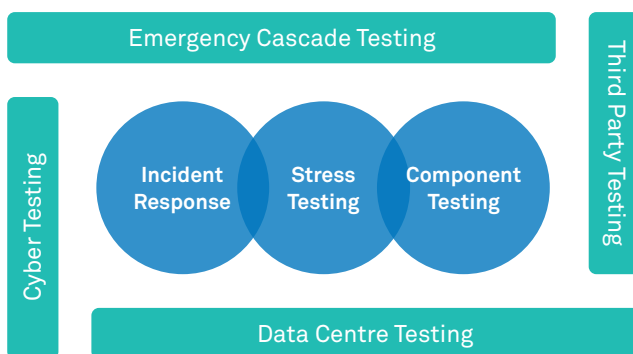 Emergency Cascade Testing
Third Party Testing
Cyber Testing
Incident
Response
Stress
Testing
Component
Testing
Data Centre Testing